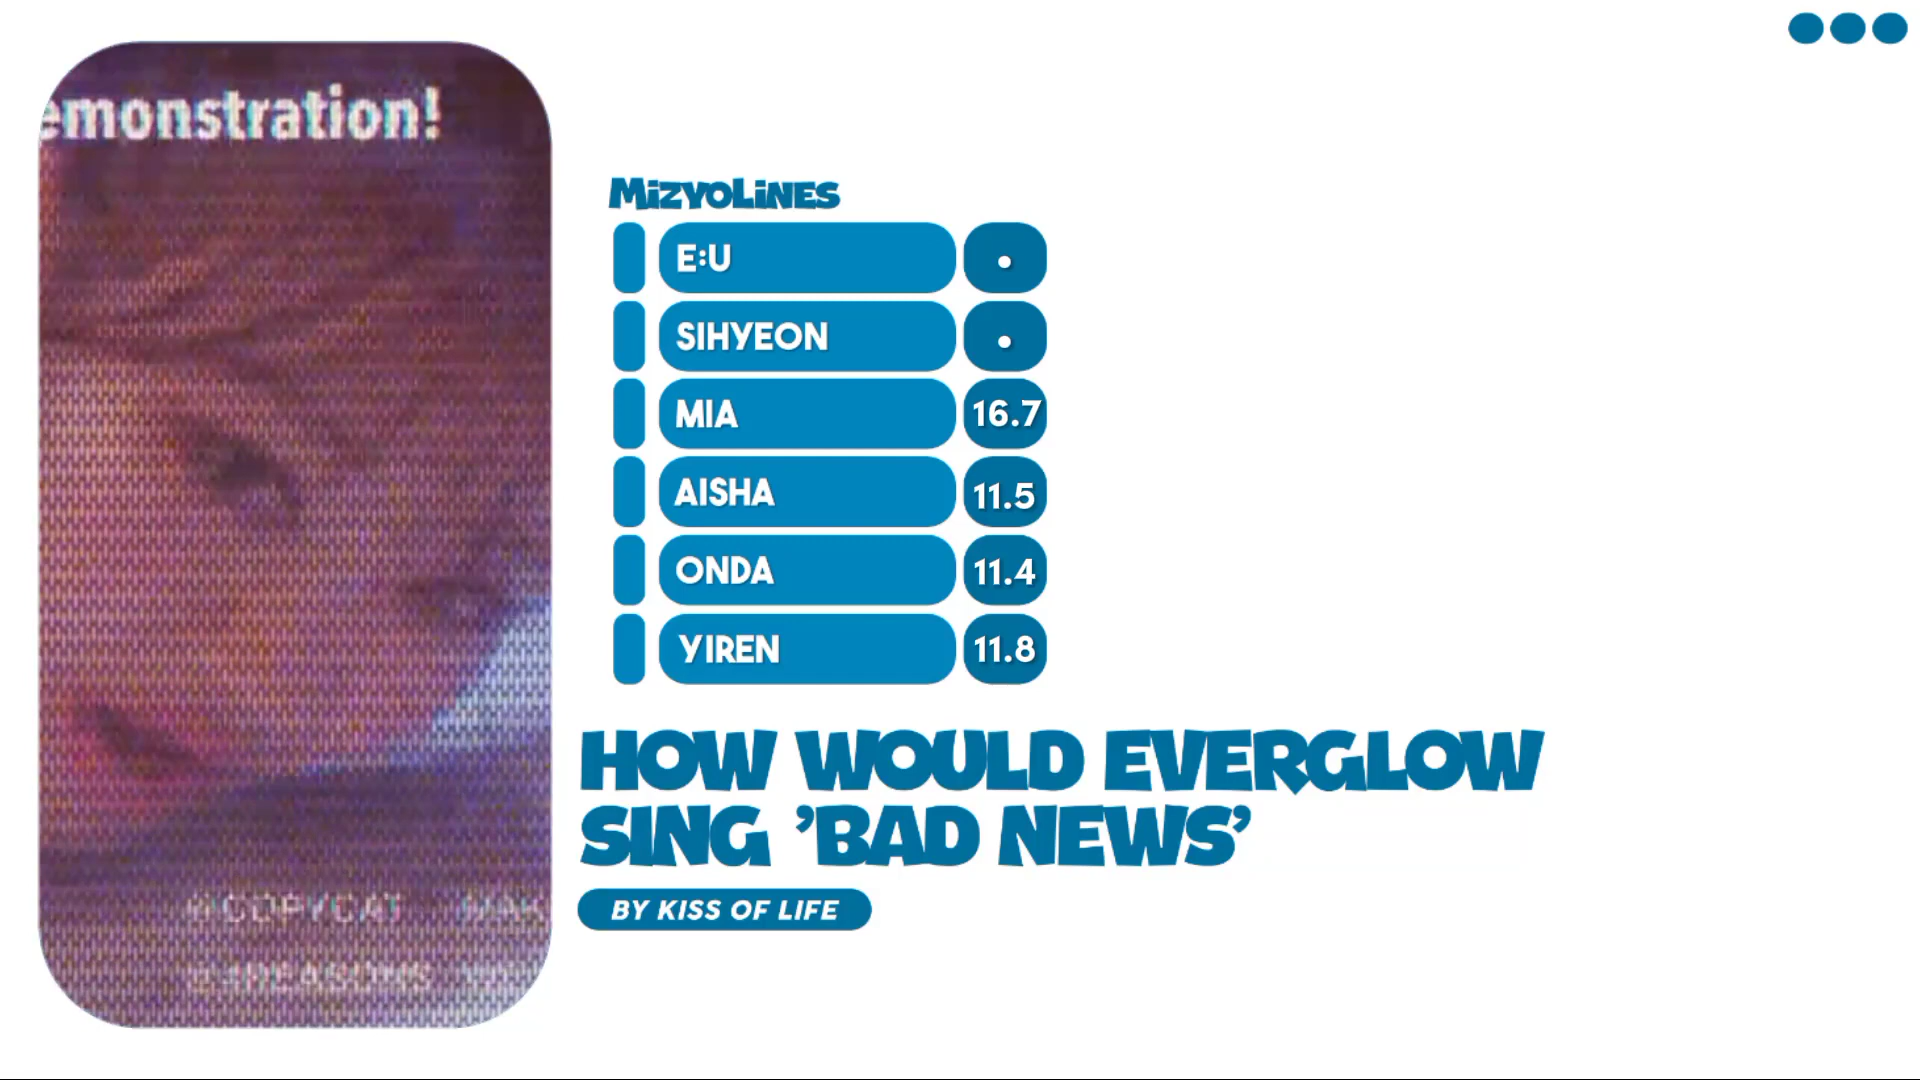 emonstration!
MizyoLines
E:U •
SIHYEON •
MIA 16.7
AISHA 11.5
ONDA 11.4
YIREN 11.8
HOW WOULD EVERGLOW
SING 'BAD NEWS'
BY KISS OF LIFE
COPYCAT